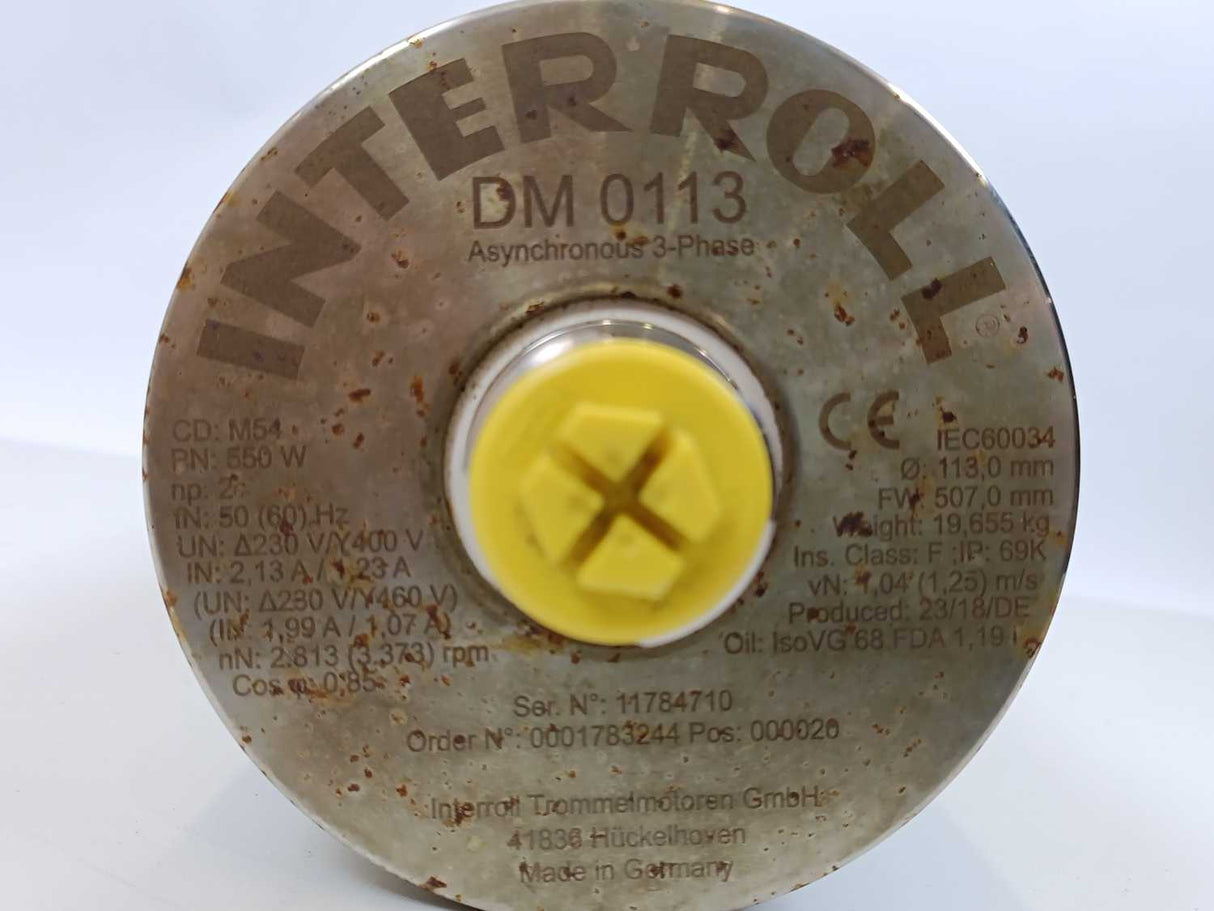 INTERROLL ®
DM 0113
Asynchronous 3-Phase
CD: M54
PN: 550 W
np: 2
fN: 50 (60) Hz
UN: Δ230 V/Y400 V
IN: 2,13 A / 1,23 A
(UN: Δ230 V/Y460 V)
(IN: 1,99 A / 1,07 A)
nN: 2.813 (3.373) rpm
Cos φ: 0,85
CE IEC60034
Ø: 113,0 mm
FW: 507,0 mm
Weight: 19,655 kg
Ins. Class: F ;IP: 69K
vN: 1,04 (1,25) m/s
Produced: 23/18/DE
Oil: IsoVG 68 FDA 1,19 l
Ser. N°: 11784710
Order N°: 0001783244 Pos: 000020
Interroll Trommelmotoren GmbH
41836 Hückelhoven
Made in Germany